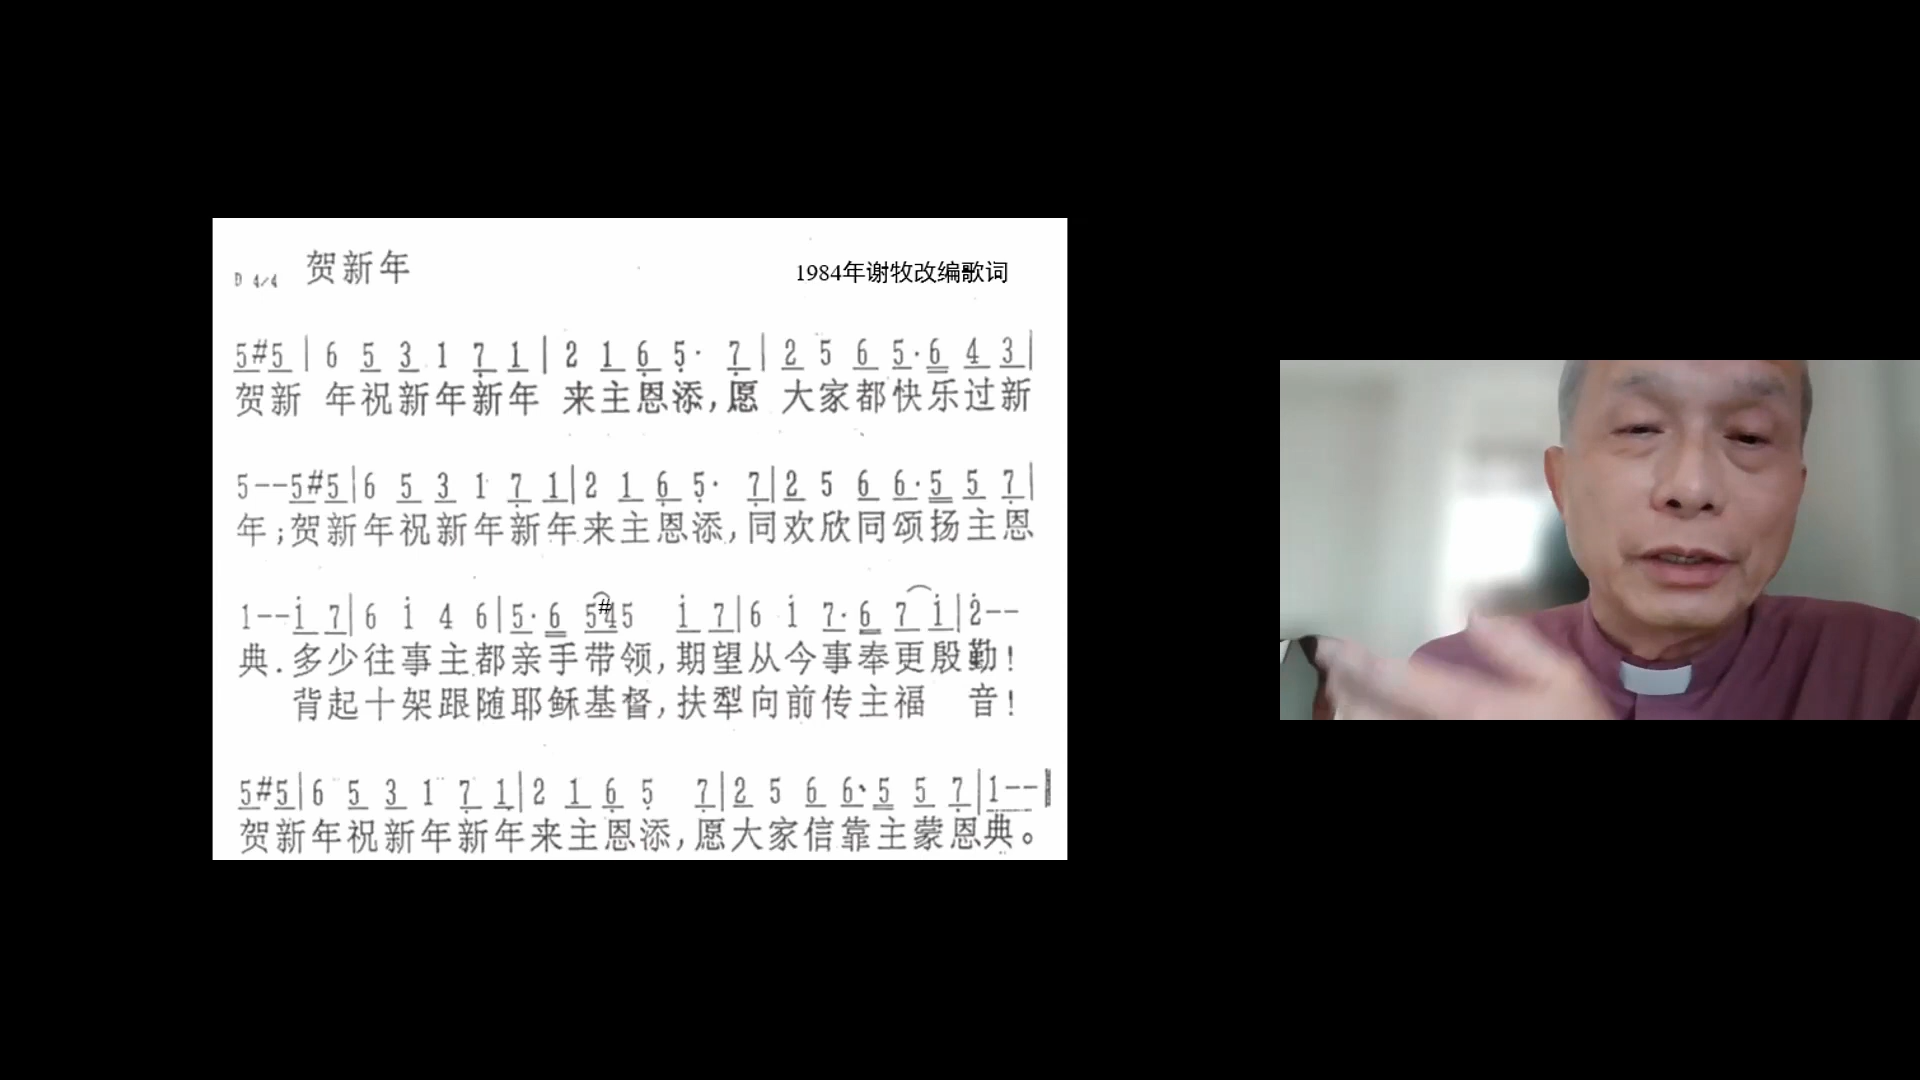 D 4/4 贺新年 1984年谢牧改编歌词
5#5 | 6 5 3 1 7 1 | 2 1 6 5· 7 | 2 5 6 5·6 4 3 |
贺新 年祝新年新年 来主恩添,愿 大家都快乐过新
5--5#5|6 5 3 1 7 1|2 1 6 5· 7|2 5 6 6·5 5 7|
年;贺新年祝新年新年来主恩添,同欢欣同颂扬主恩
1--i 7|6 i 4 6|5·6 5#45 i 7|6 i 7·6 7 i|2--
典.多少往事主都亲手带领,期望从今事奉更殷勤!
背起十架跟随耶稣基督,扶犁向前传主福 音!
5#5|6 5 3 1 7 1|2 1 6 5 7|2 5 6 6·5 5 7|1--‖
贺新年祝新年新年来主恩添,愿大家信靠主蒙恩典。